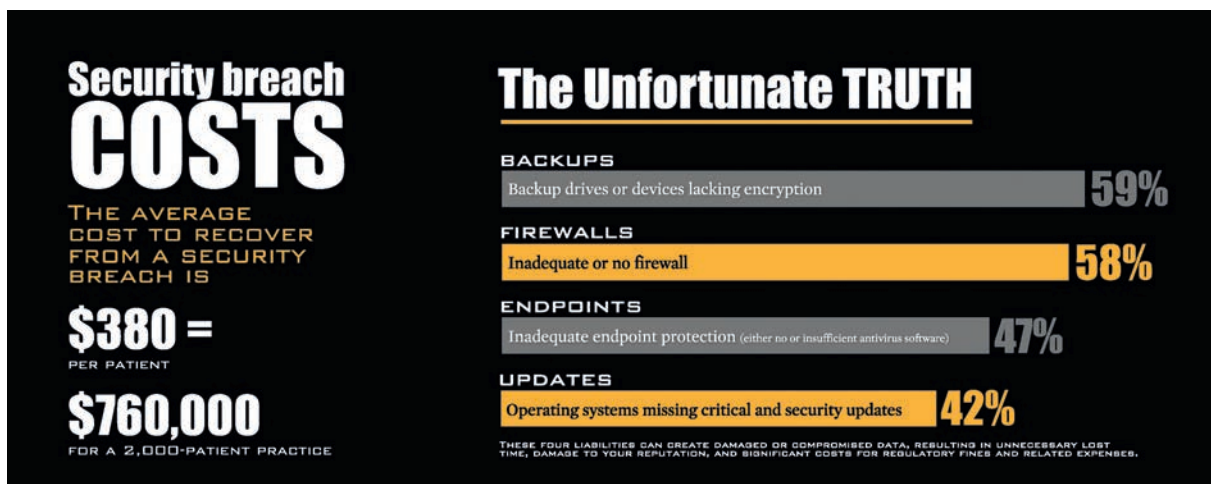 Security breach
COSTS
THE AVERAGE
COST TO RECOVER
FROM A SECURITY
BREACH IS
$380 =
PER PATIENT
$760,000
FOR A 2,000-PATIENT PRACTICE
The Unfortunate TRUTH
BACKUPS
Backup drives or devices lacking encryption 59%
FIREWALLS
Inadequate or no firewall 58%
ENDPOINTS
Inadequate endpoint protection (either no or insufficient antivirus software) 47%
UPDATES
Operating systems missing critical and security updates 42%
THESE FOUR LIABILITIES CAN CREATE DAMAGED OR COMPROMISED DATA, RESULTING IN UNNECESSARY LOST
TIME, DAMAGE TO YOUR REPUTATION, AND SIGNIFICANT COSTS FOR REGULATORY FINES AND RELATED EXPENSES.